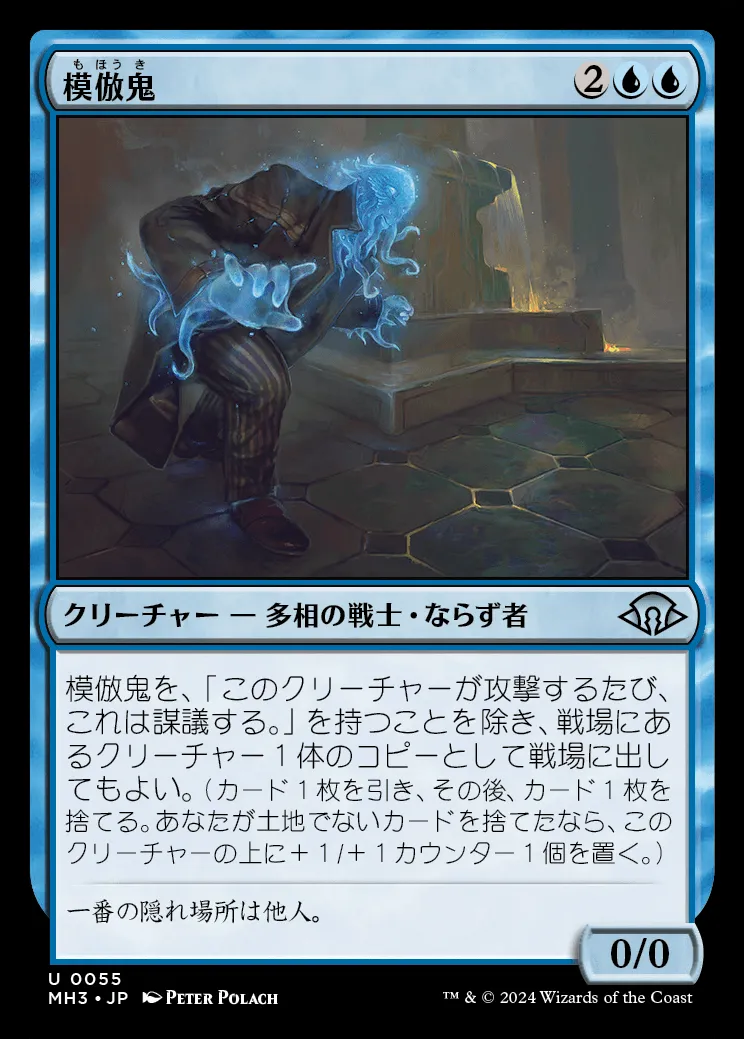 も ほう き
模倣鬼
2
クリーチャー ― 多相の戦士・ならず者
模倣鬼を、「このクリーチャーが攻撃するたび、
これは謀議する。」を持つことを除き、戦場にあ
るクリーチャー1体のコピーとして戦場に出し
てもよい。(カード1枚を引き、その後、カード1枚を
捨てる。あなたが土地でないカードを捨てたなら、この
クリーチャーの上に+1/+1カウンター1個を置く。)
一番の隠れ場所は他人。
0/0
U 0055
MH3 • JP PETER POLACH
™ & © 2024 Wizards of the Coast